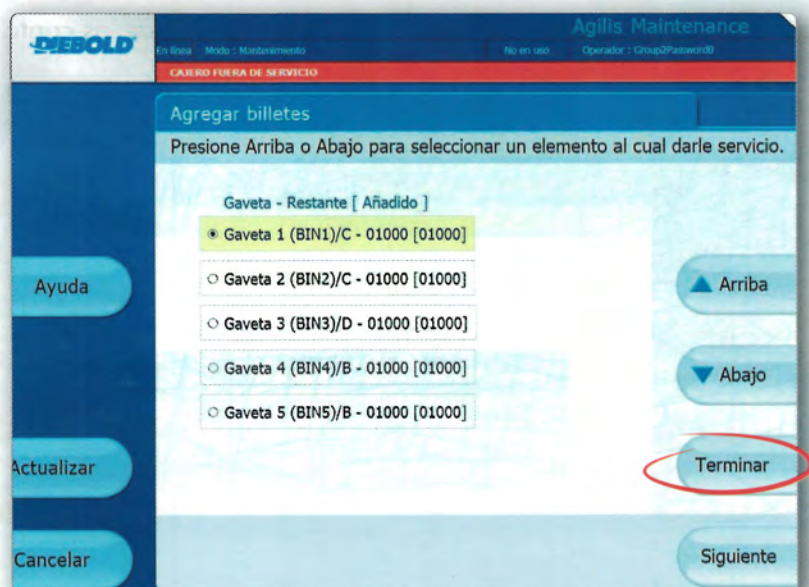 DIEBOLD
Agilis Maintenance
En línea Modo : Mantenimiento No en uso Operador : Group2Password0
CAJERO FUERA DE SERVICIO
Agregar billetes
Presione Arriba o Abajo para seleccionar un elemento al cual darle servicio.
Gaveta - Restante [ Añadido ]
Gaveta 1 (BIN1)/C - 01000 [01000]
Gaveta 2 (BIN2)/C - 01000 [01000]
Gaveta 3 (BIN3)/D - 01000 [01000]
Gaveta 4 (BIN4)/B - 01000 [01000]
Gaveta 5 (BIN5)/B - 01000 [01000]
Ayuda
Actualizar
Cancelar
Arriba
Abajo
Terminar
Siguiente